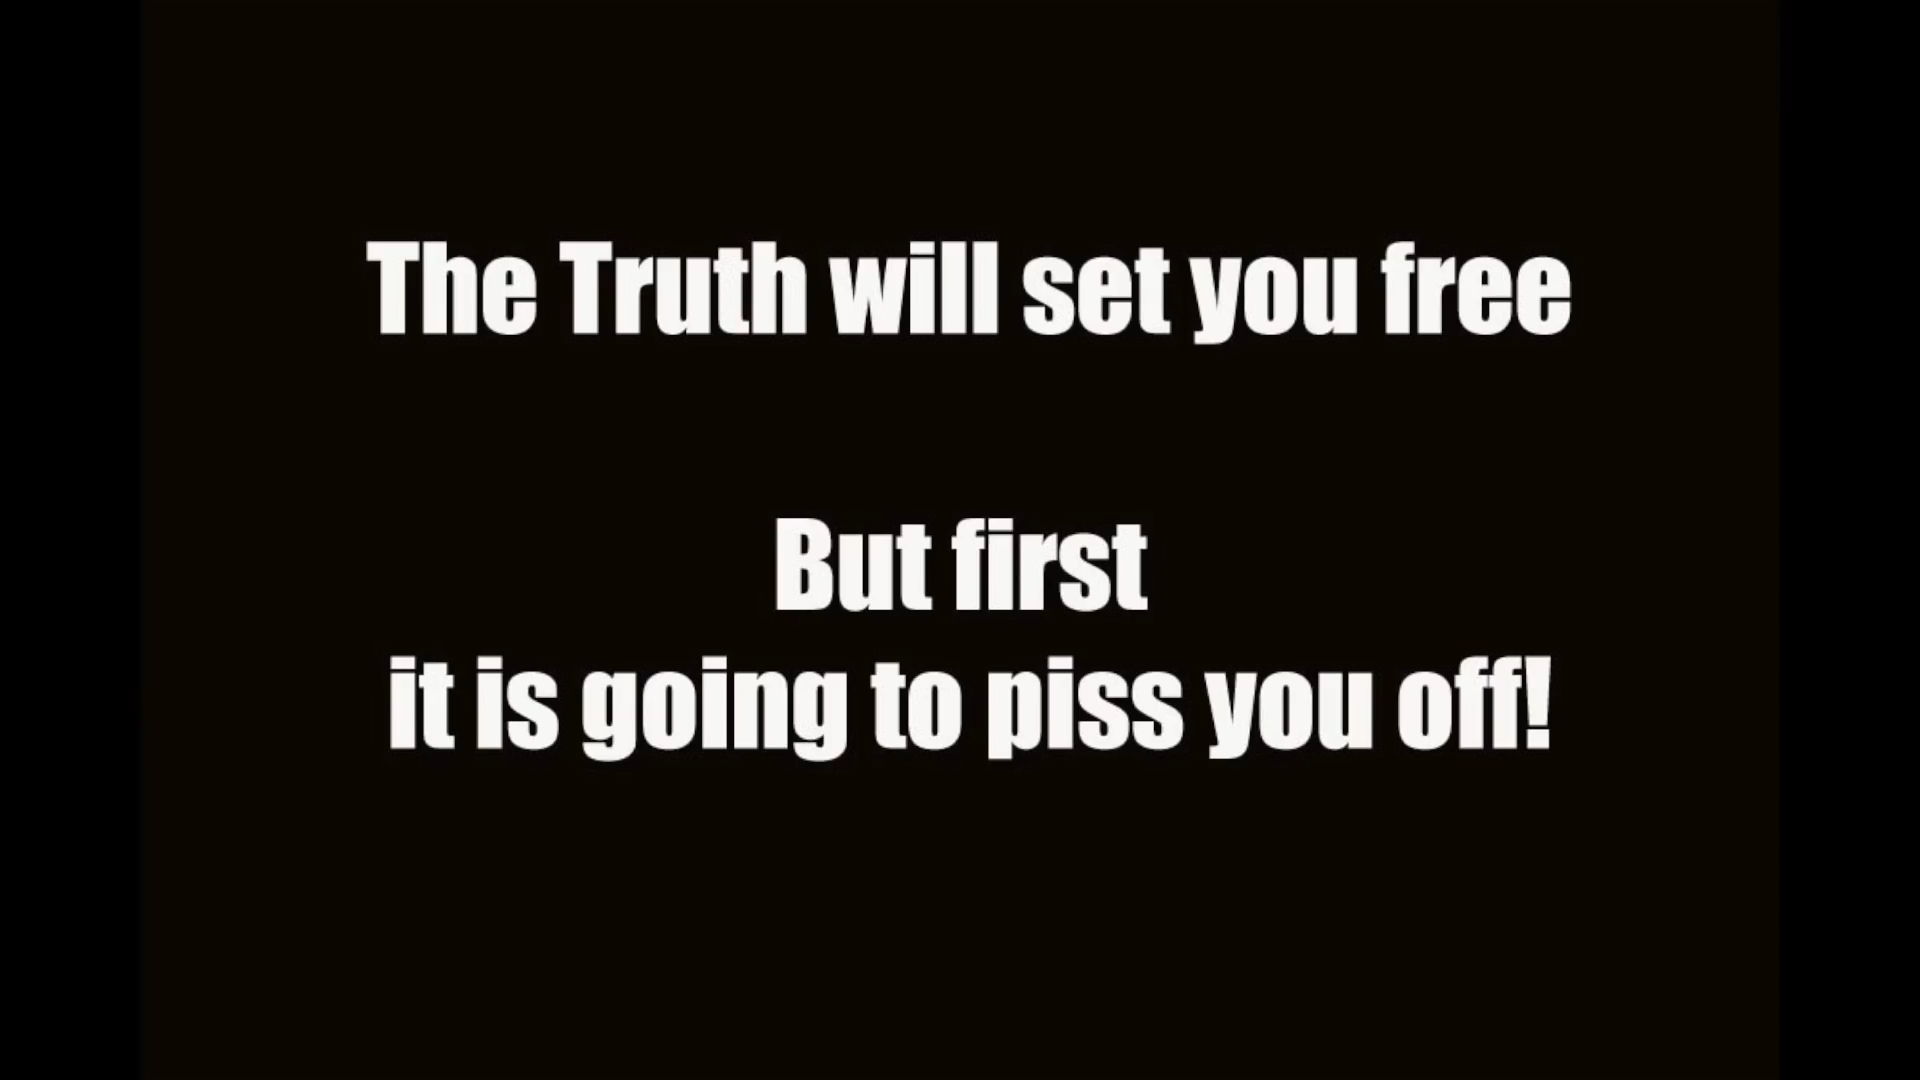 The Truth will set you free
But first
it is going to piss you off!